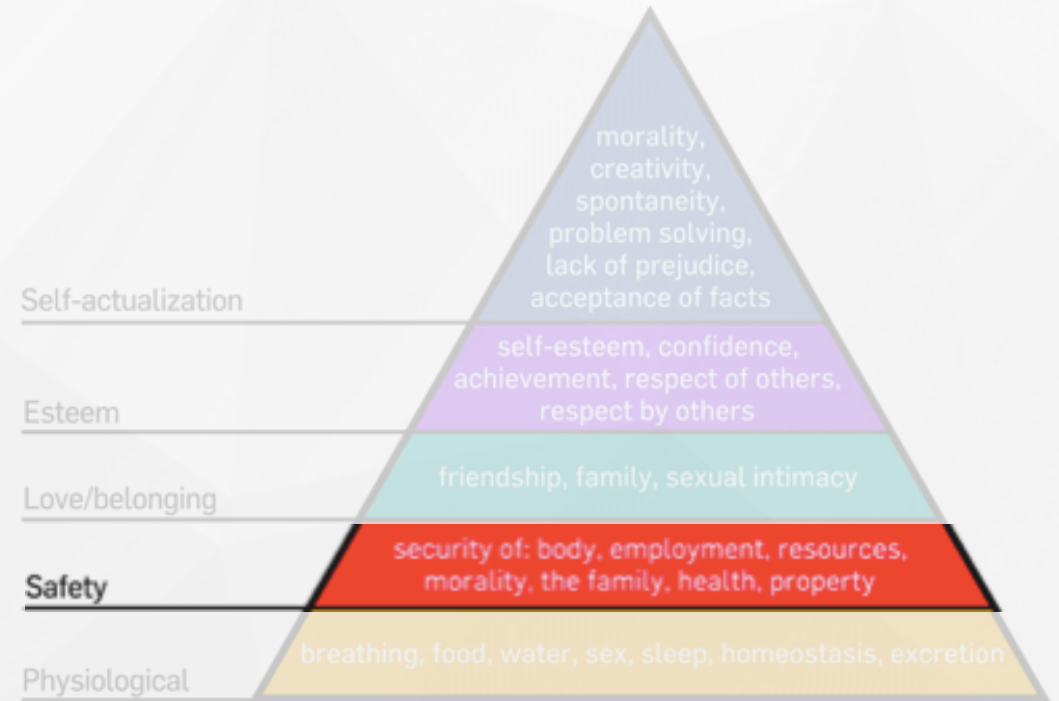 morality,
creativity,
spontaneity,
problem solving,
lack of prejudice,
acceptance of facts
Self-actualization
self-esteem, confidence,
achievement, respect of others,
respect by others
Esteem
friendship, family, sexual intimacy
Love/belonging
security of: body, employment, resources,
morality, the family, health, property
Safety
breathing, food, water, sex, sleep, homeostasis, excretion
Physiological